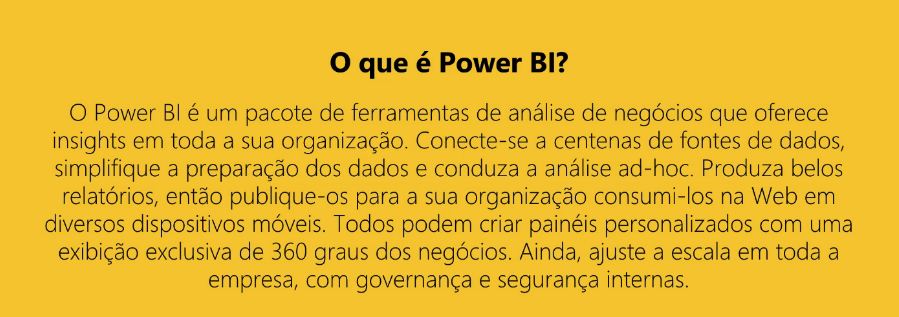 O que é Power BI?
O Power BI é um pacote de ferramentas de análise de negócios que oferece
insights em toda a sua organização. Conecte-se a centenas de fontes de dados,
simplifique a preparação dos dados e conduza a análise ad-hoc. Produza belos
relatórios, então publique-os para a sua organização consumi-los na Web em
diversos dispositivos móveis. Todos podem criar painéis personalizados com uma
exibição exclusiva de 360 graus dos negócios. Ainda, ajuste a escala em toda a
empresa, com governança e segurança internas.